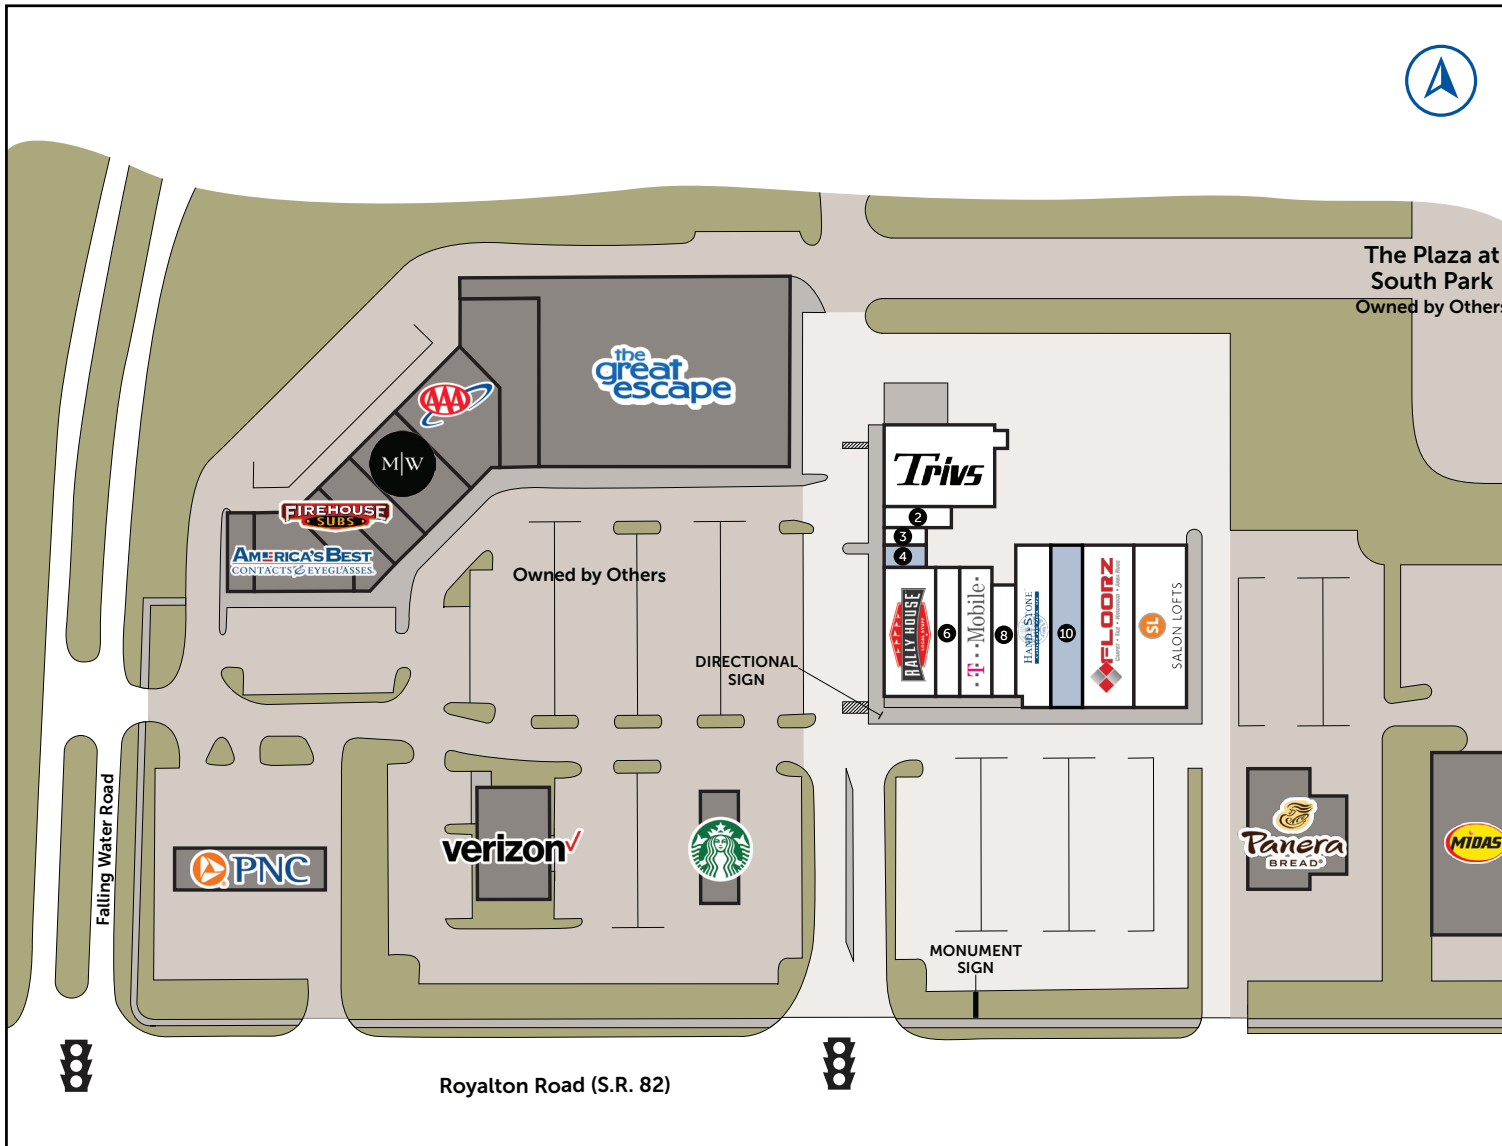 The Plaza at
South Park
Owned by Others
the
great
escape
AAA
M|W
FIREHOUSE
SUBS
AMERICA'S BEST
CONTACTS & EYEGLASSES
Owned by Others
Trivs
2
3
4
RALLY HOUSE
6
T Mobile
8
HAND & STONE
10
FLOORZ
SL
SALON LOFTS
DIRECTIONAL
SIGN
Falling Water Road
PNC
verizon
Panera
BREAD
MIDAS
MONUMENT
SIGN
Royalton Road (S.R. 82)